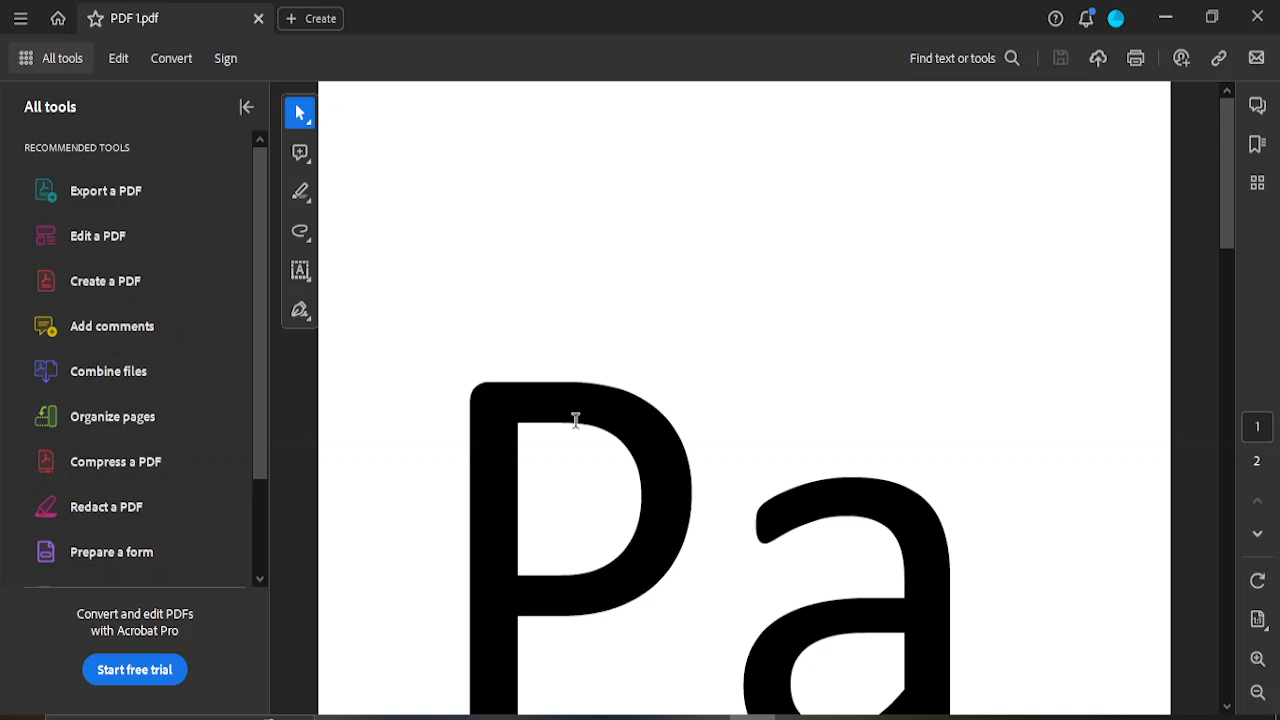 PDF 1.pdf
Create
All tools
Edit
Convert
Sign
Find text or tools
All tools
RECOMMENDED TOOLS
Export a PDF
Edit a PDF
Create a PDF
Add comments
Combine files
Organize pages
Compress a PDF
Redact a PDF
Prepare a form
Convert and edit PDFs
with Acrobat Pro
Start free trial
Pa
1
2